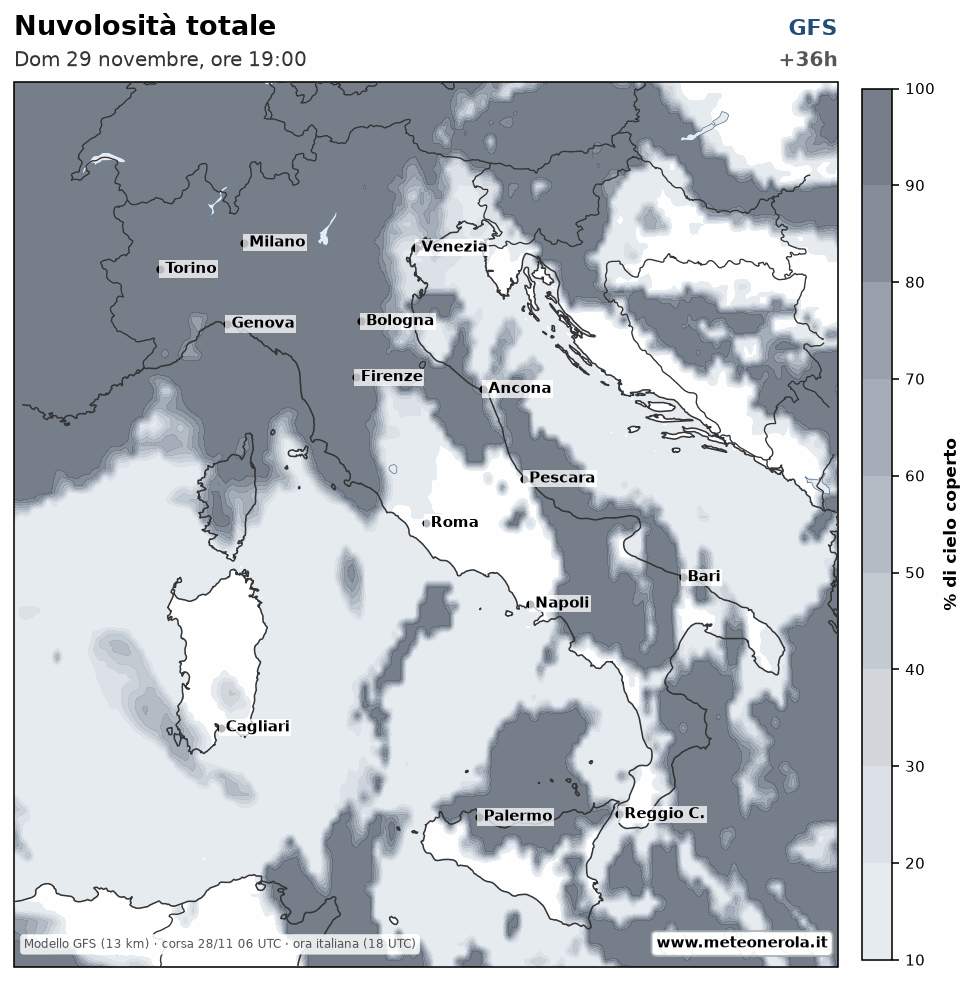 Nuvolosità totale
GFS
Dom 29 novembre, ore 19:00
+36h
100
90
80
70
60
50
40
30
20
10
% di cielo coperto
Milano
Venezia
Torino
Genova
Bologna
Firenze
Ancona
Pescara
Roma
Bari
Napoli
Cagliari
Palermo
Reggio C.
Modello GFS (13 km) · corsa 28/11 06 UTC · ora italiana (18 UTC)
www.meteonerola.it